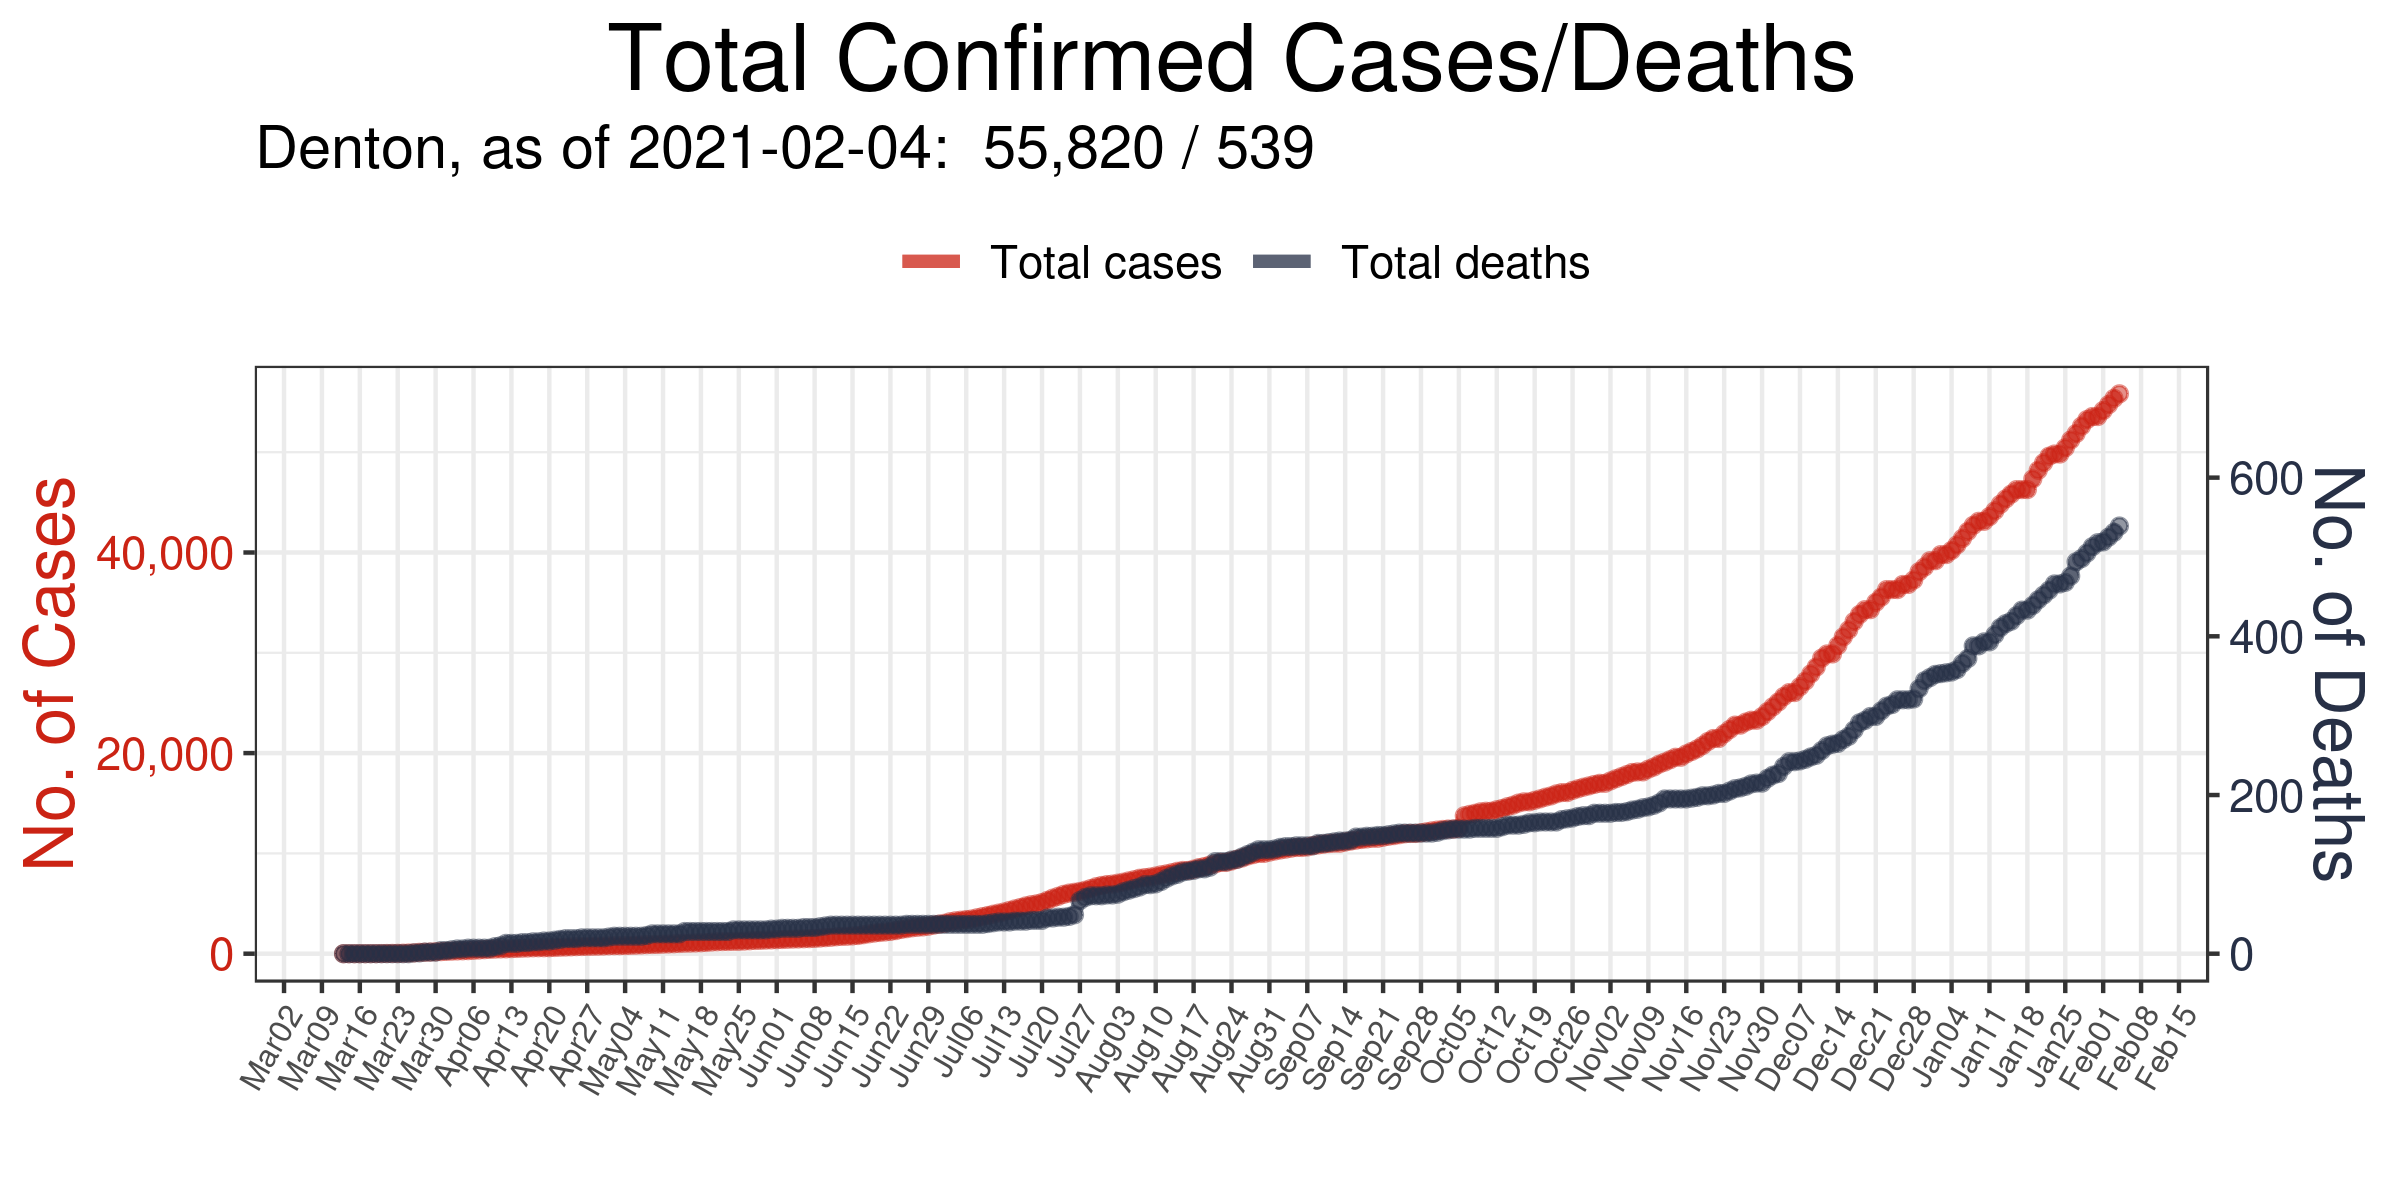 Total Confirmed Cases/Deaths
Denton, as of 2021-02-04:  55,820 / 539
Total cases
Total deaths
No. of Cases
40,000
20,000
0
600
400
200
0
No. of Deaths
Mar02
Mar09
Mar16
Mar23
Mar30
Apr06
Apr13
Apr20
Apr27
May04
May11
May18
May25
Jun01
Jun08
Jun15
Jun22
Jun29
Jul06
Jul13
Jul20
Jul27
Aug03
Aug10
Aug17
Aug24
Aug31
Sep07
Sep14
Sep21
Sep28
Oct05
Oct12
Oct19
Oct26
Nov02
Nov09
Nov16
Nov23
Nov30
Dec07
Dec14
Dec21
Dec28
Jan04
Jan11
Jan18
Jan25
Feb01
Feb08
Feb15